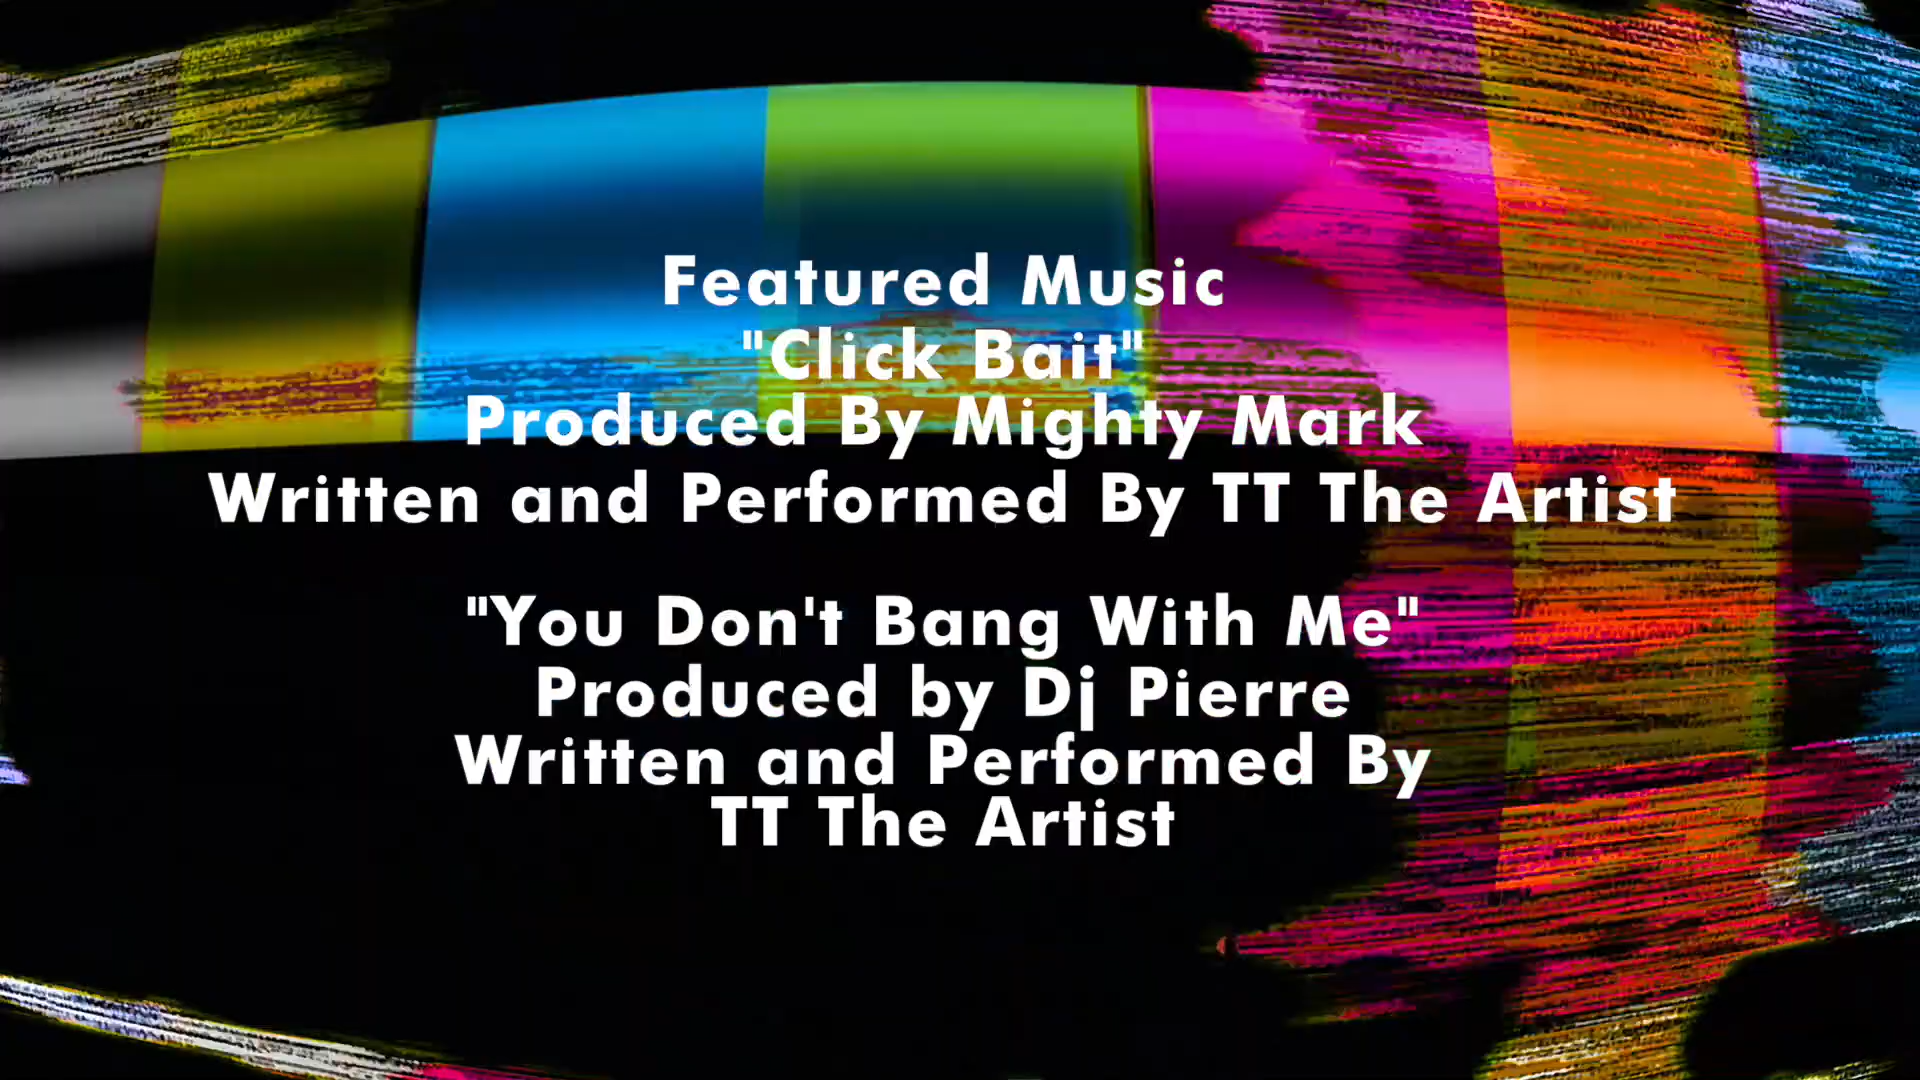 Featured Music
"Click Bait"
Produced By Mighty Mark
Written and Performed By TT The Artist
"You Don't Bang With Me"
Produced by Dj Pierre
Written and Performed By
TT The Artist